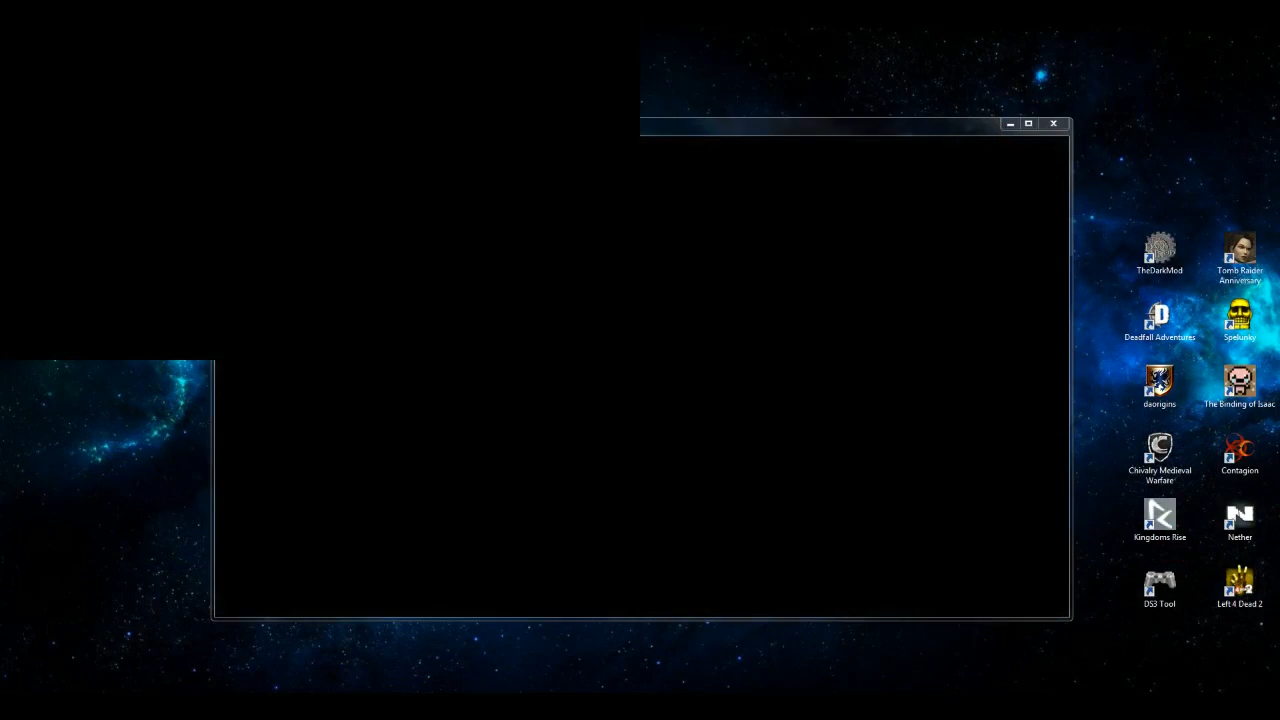 TheDarkMod
Tomb Raider
Anniversary
Deadfall Adventures
Spelunky
daorigins
The Binding of Isaac
Chivalry Medieval
Warfare
Contagion
Kingdoms Rise
Nether
DS3 Tool
Left 4 Dead 2